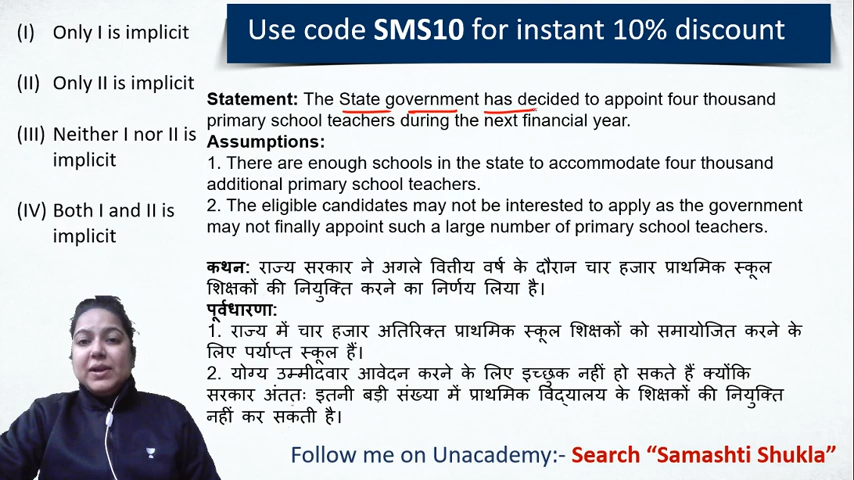 Use code SMS10 for instant 10% discount
(I) Only I is implicit
(II) Only II is implicit
(III) Neither I nor II is
implicit
(IV) Both I and II is
implicit
Statement: The State government has decided to appoint four thousand
primary school teachers during the next financial year.
Assumptions:
1. There are enough schools in the state to accommodate four thousand
additional primary school teachers.
2. The eligible candidates may not be interested to apply as the government
may not finally appoint such a large number of primary school teachers.
कथन: राज्य सरकार ने अगले वित्तीय वर्ष के दौरान चार हजार प्राथमिक स्कूल
शिक्षकों की नियुक्ति करने का निर्णय लिया है।
पूर्वधारणा:
1. राज्य में चार हजार अतिरिक्त प्राथमिक स्कूल शिक्षकों को समायोजित करने के
लिए पर्याप्त स्कूल हैं।
2. योग्य उम्मीदवार आवेदन करने के लिए इच्छुक नहीं हो सकते हैं क्योंकि
सरकार अंततः इतनी बड़ी संख्या में प्राथमिक विद्यालय के शिक्षकों की नियुक्ति
नहीं कर सकती है।
Follow me on Unacademy:- Search “Samashti Shukla”